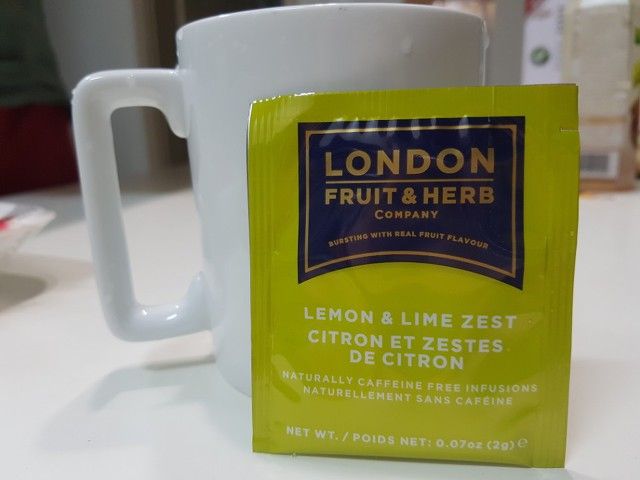 LONDON
FRUIT & HERB
COMPANY
BURSTING WITH REAL FRUIT FLAVOUR
LEMON & LIME ZEST
CITRON ET ZESTES
DE CITRON
NATURALLY CAFFEINE FREE INFUSIONS
NATURELLEMENT SANS CAFÉINE
NET WT. / POIDS NET: 0.07oz (2g) ℮